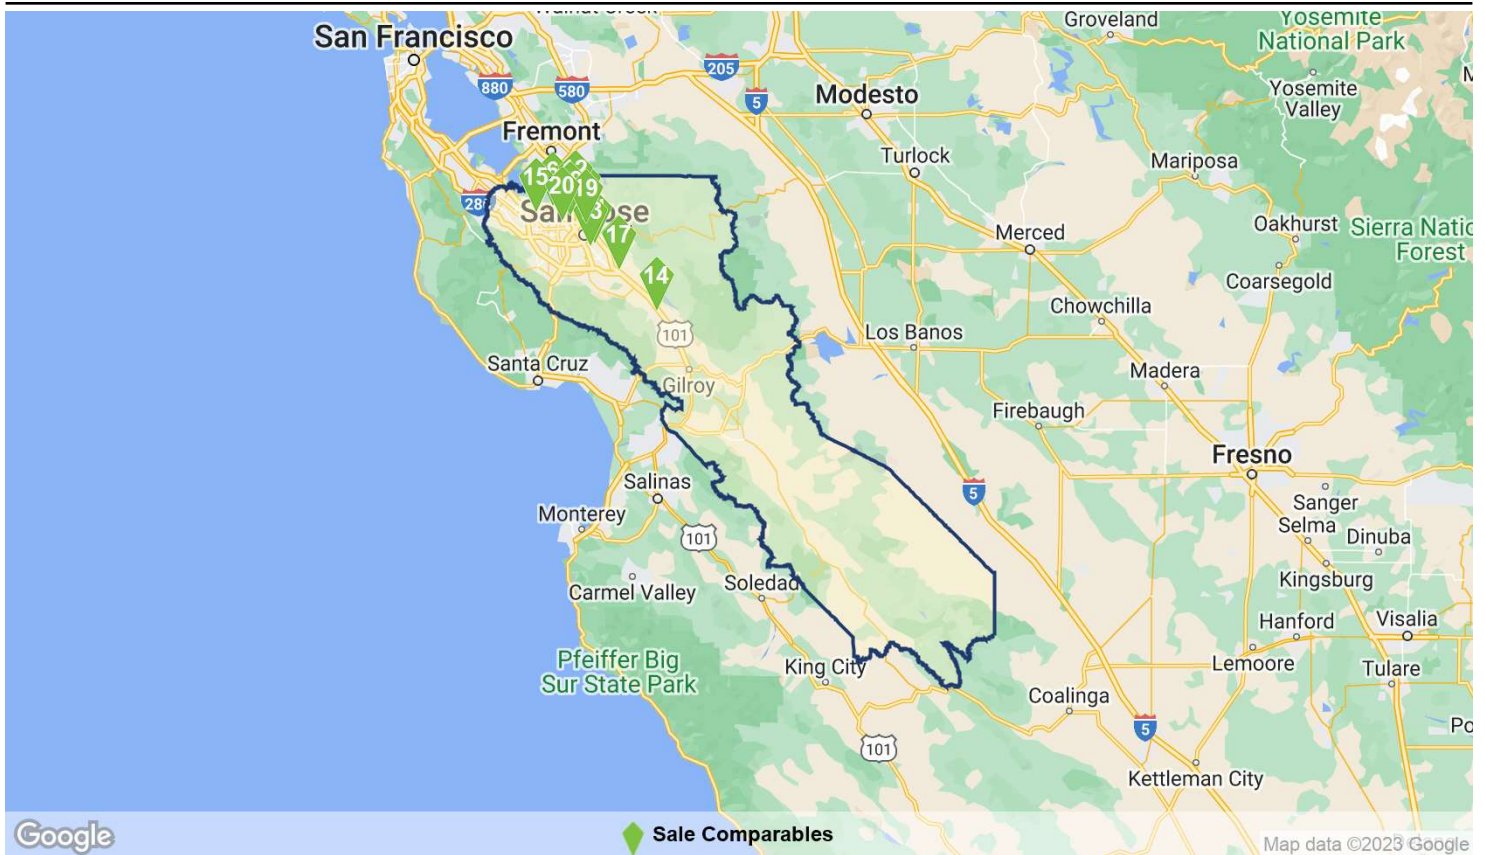 San Francisco
Groveland
Yosemite
National Park
205
880
580
5
Modesto
Yosemite
Valley
Fremont
Turlock
Mariposa
15
20
19
17
14
San Jose
Merced
Oakhurst
Forest
Coarsegold
Chowchilla
101
Los Banos
Santa Cruz
Gilroy
Madera
Firebaugh
Fresno
Salinas
5
Sanger
Monterey
Selma
101
Dinuba
Soledad
Kingsburg
Carmel Valley
Hanford
Visalia
Pfeiffer Big
Sur State Park
King City
Lemoore
Tulare
Coalinga
5
101
Kettleman City
Google
Sale Comparables
Map data ©2023 Google